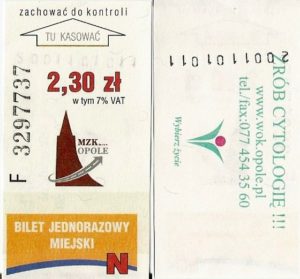 zachować do kontroli
TU KASOWAĆ
2,30 zł
w tym 7% VAT
F 3297737
MZK
OPOLE
BILET JEDNORAZOWY
MIEJSKI
N
ZRÓB CYTOLOGIE !!!
www.wok.opole.pl
tel./fax:077 454 35 60
Wybierz życie